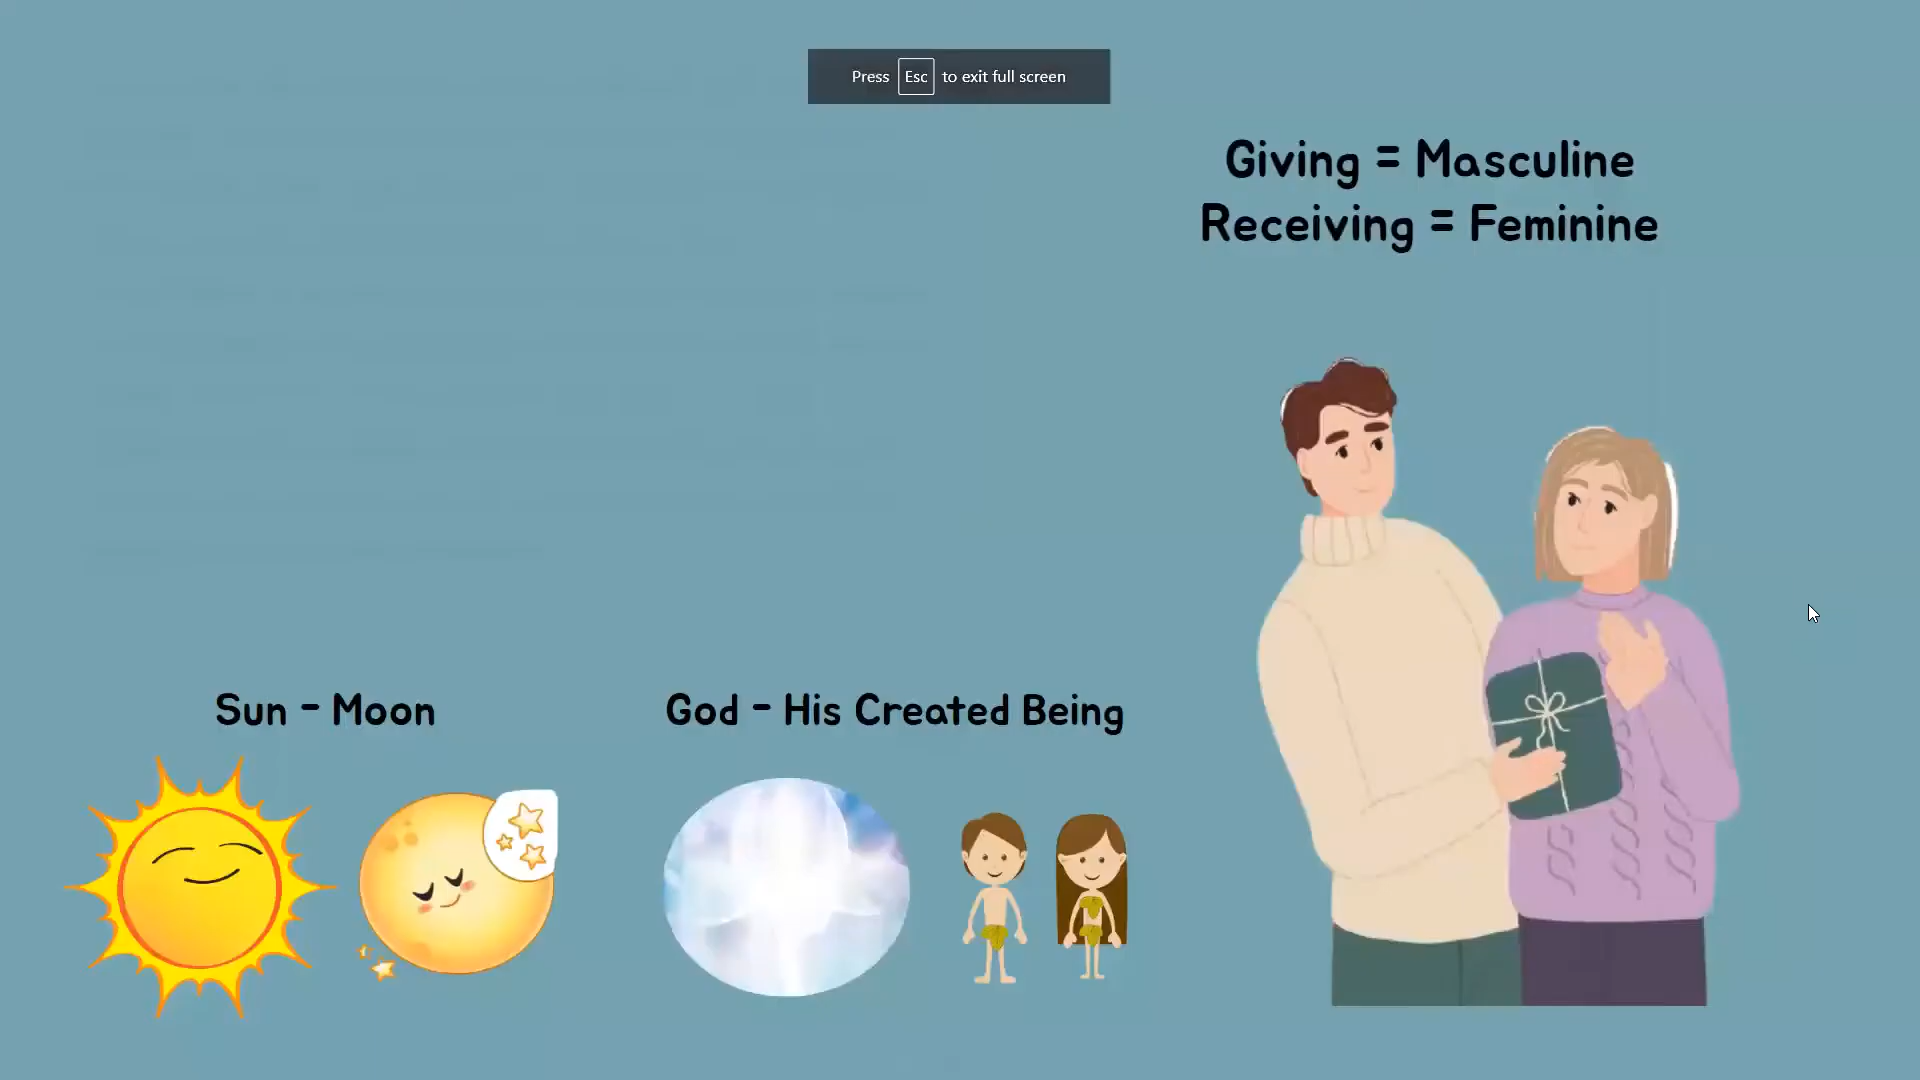 Press Esc to exit full screen
Giving = Masculine
Receiving = Feminine
Sun - Moon
God - His Created Being